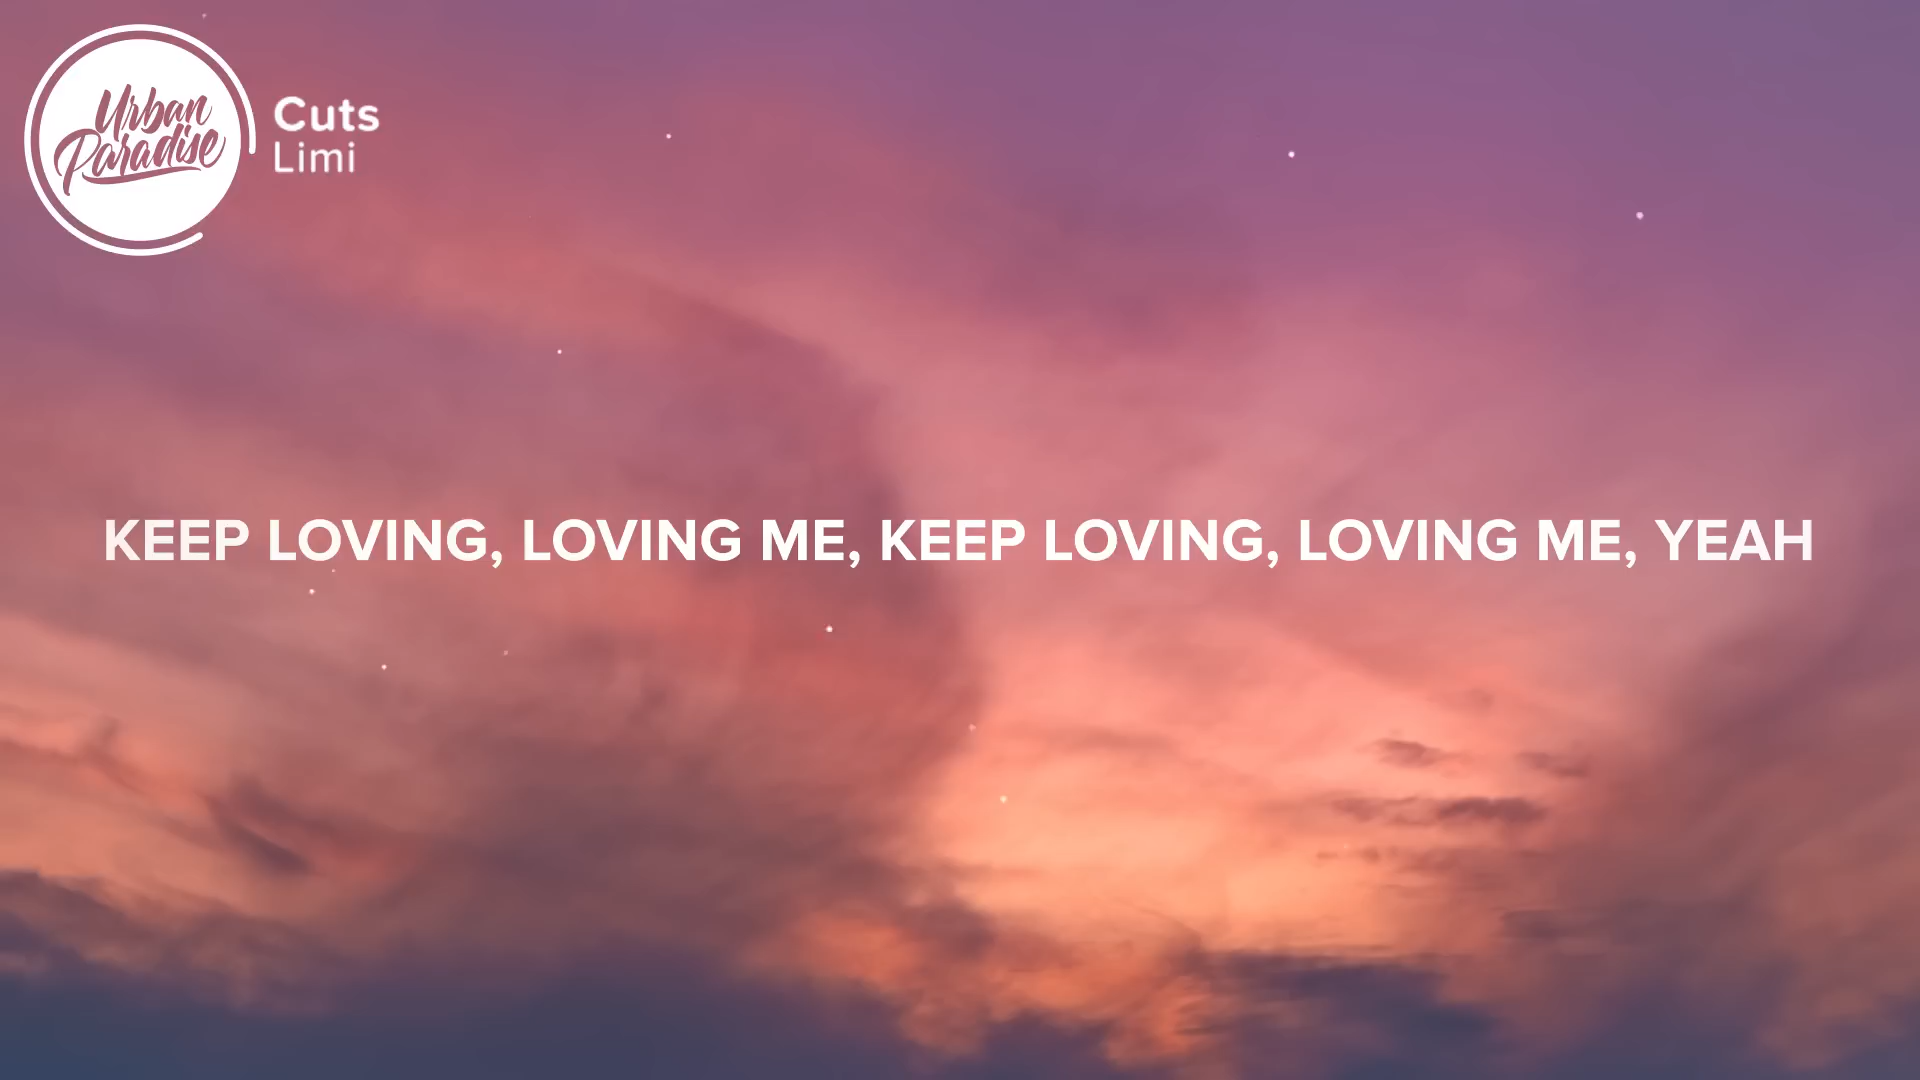 Urban
Paradise
Cuts
Limi
KEEP LOVING, LOVING ME, KEEP LOVING, LOVING ME, YEAH